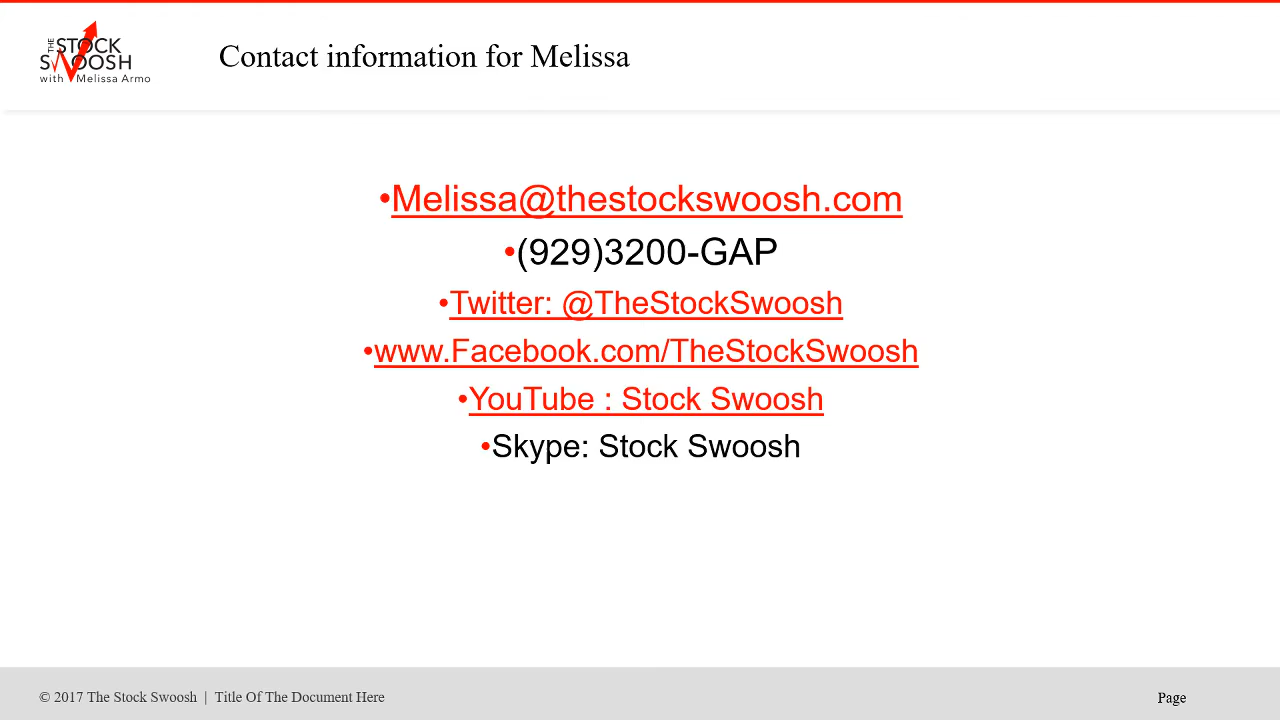 THE STOCK
SWOOSH
with Melissa Armo
Contact information for Melissa
•Melissa@thestockswoosh.com
•(929)3200-GAP
•Twitter: @TheStockSwoosh
•www.Facebook.com/TheStockSwoosh
•YouTube : Stock Swoosh
•Skype: Stock Swoosh
© 2017 The Stock Swoosh | Title Of The Document Here
Page